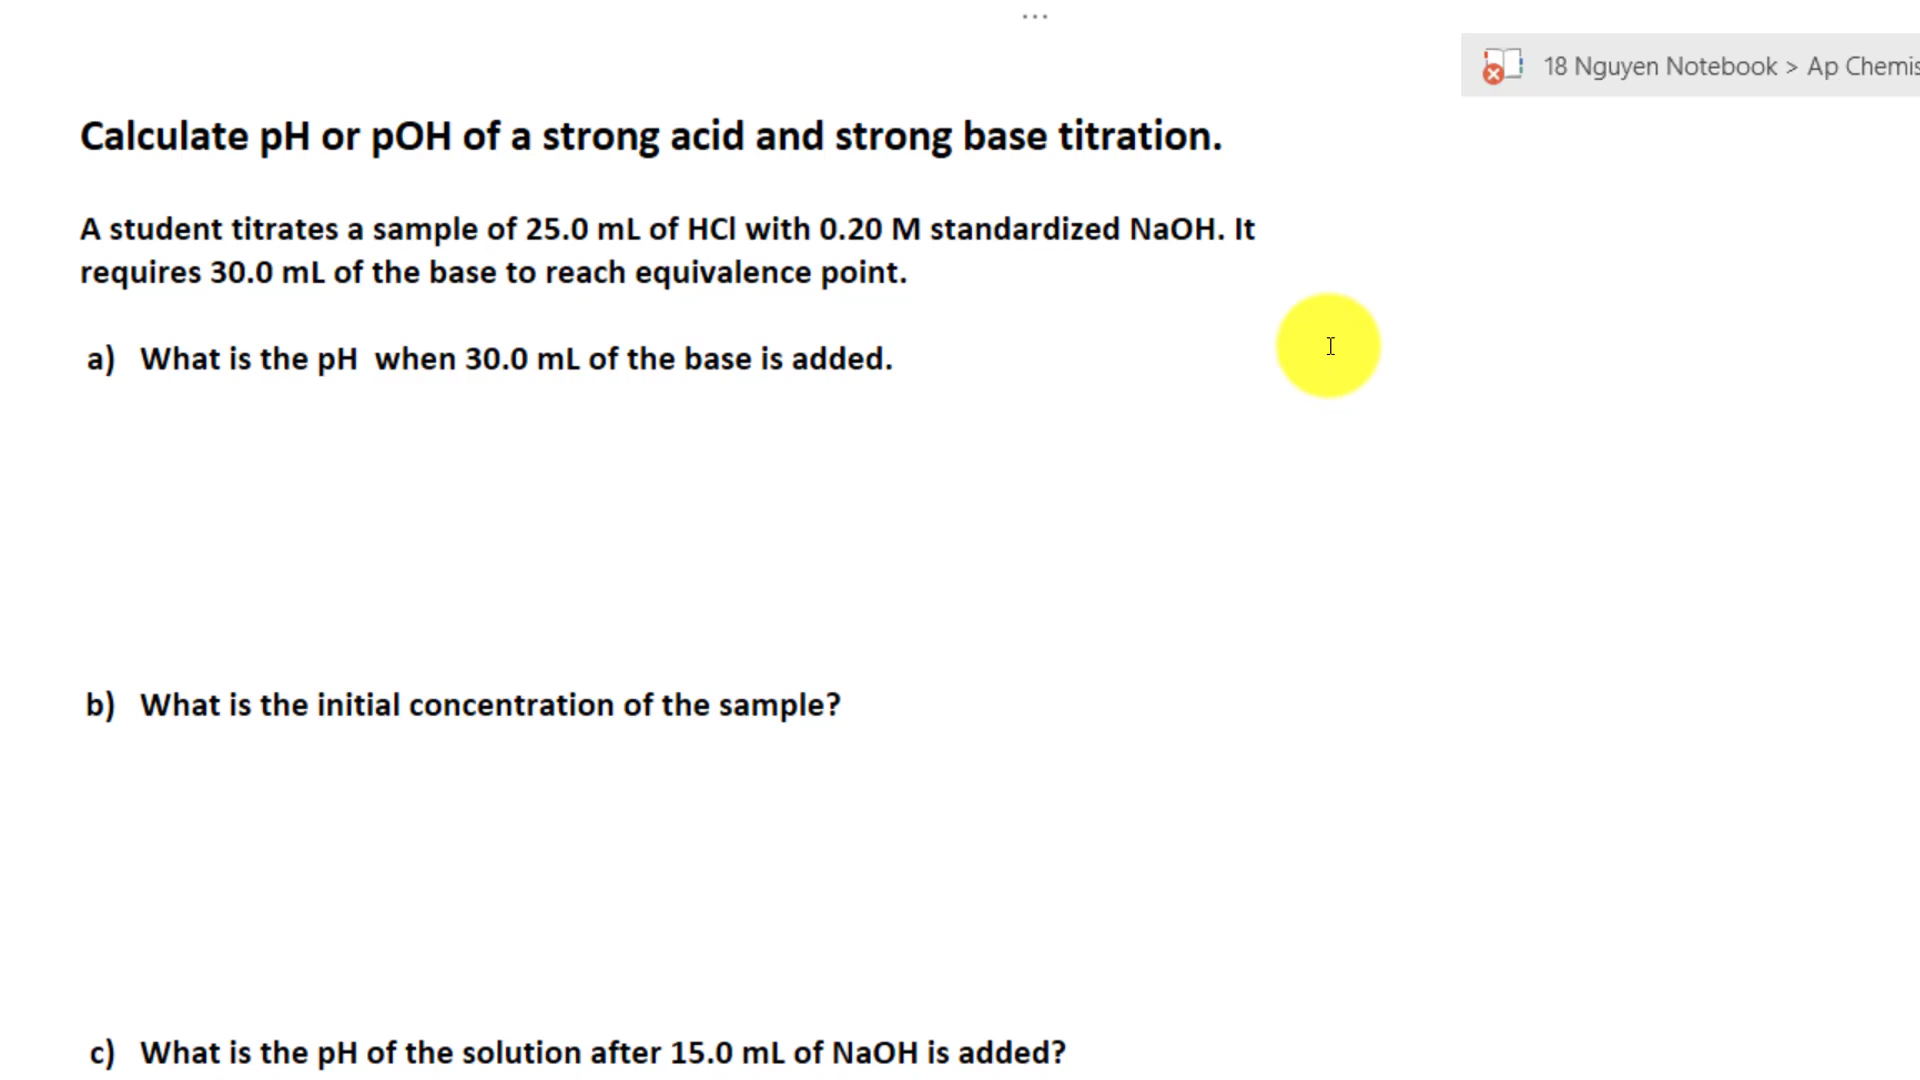 ...
18 Nguyen Notebook > Ap Chemis
Calculate pH or pOH of a strong acid and strong base titration.
A student titrates a sample of 25.0 mL of HCl with 0.20 M standardized NaOH. It
requires 30.0 mL of the base to reach equivalence point.
a) What is the pH when 30.0 mL of the base is added.
b) What is the initial concentration of the sample?
c) What is the pH of the solution after 15.0 mL of NaOH is added?